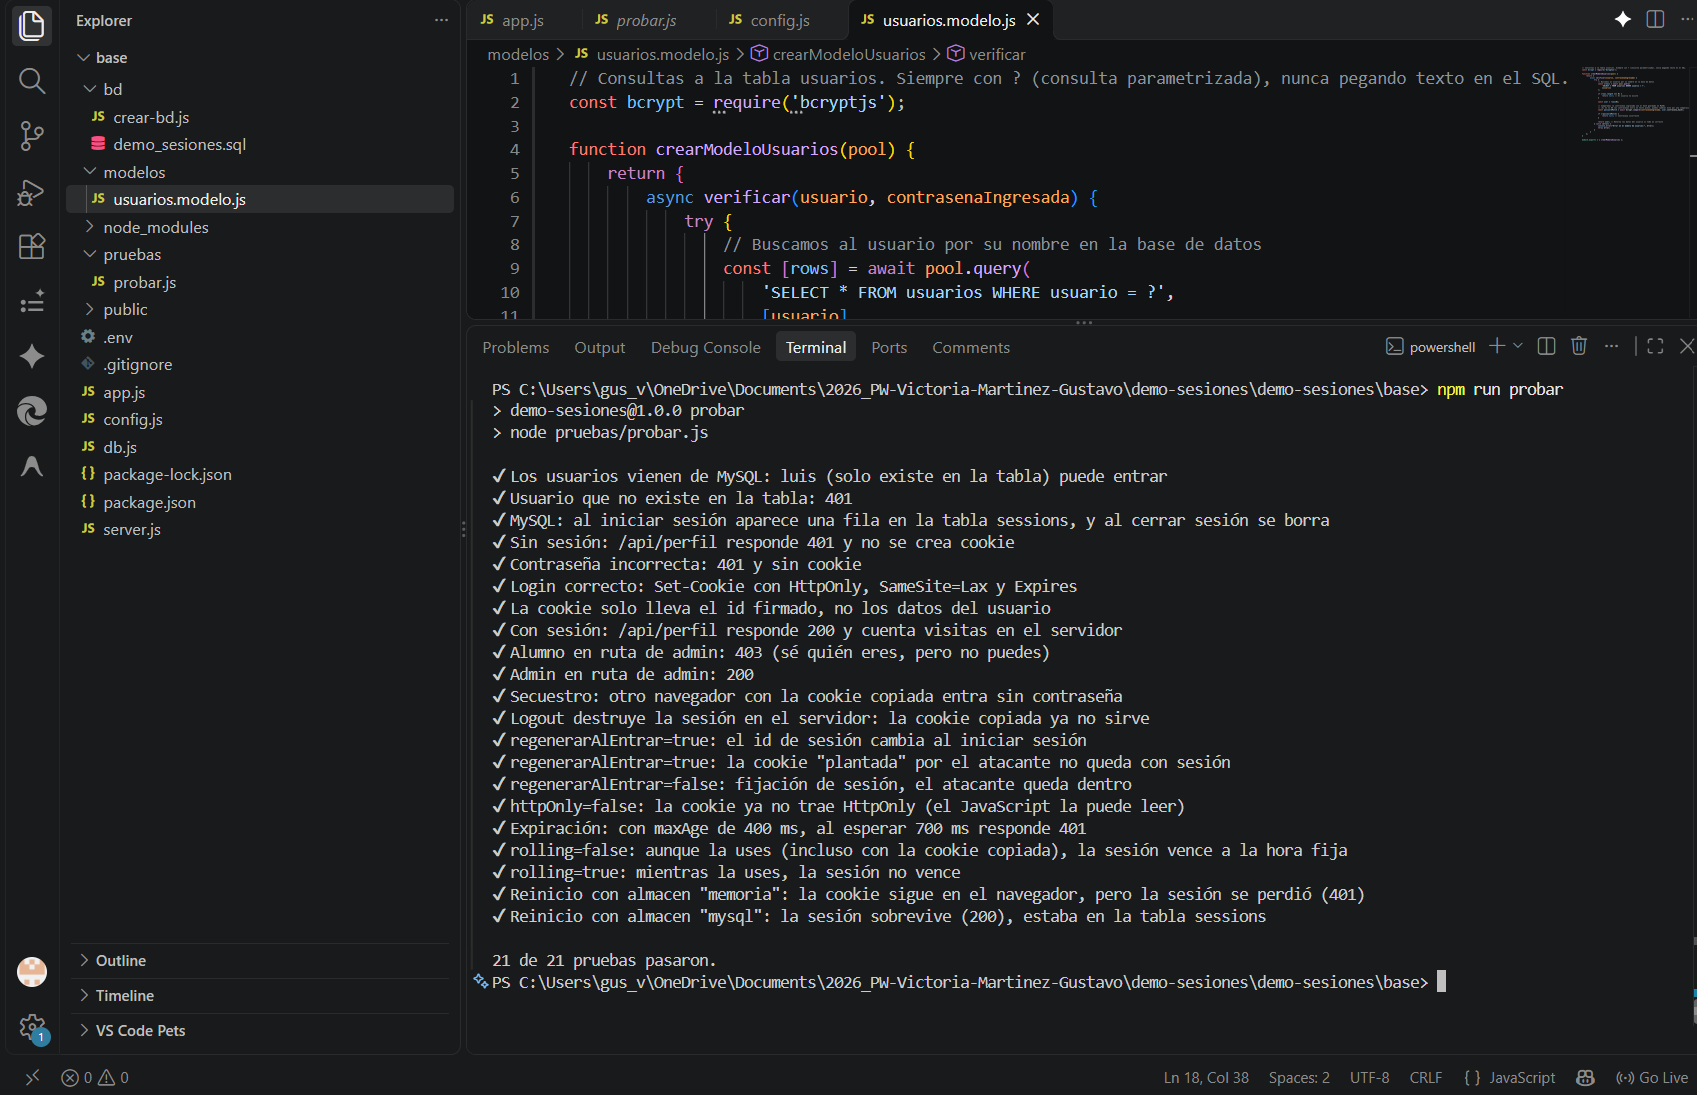 Explorer
base
bd
JS crear-bd.js
demo_sesiones.sql
modelos
JS usuarios.modelo.js
node_modules
pruebas
JS probar.js
public
.env
.gitignore
JS app.js
JS config.js
JS db.js
{} package-lock.json
{} package.json
JS server.js
Outline
Timeline
VS Code Pets
1
JS app.js JS probar.js JS config.js JS usuarios.modelo.js
modelos > JS usuarios.modelo.js > crearModeloUsuarios > verificar
1 // Consultas a la tabla usuarios. Siempre con ? (consulta parametrizada), nunca pegando texto en el SQL.
2 const bcrypt = require('bcryptjs');
3
4 function crearModeloUsuarios(pool) {
5 return {
6 async verificar(usuario, contrasenaIngresada) {
7 try {
8 // Buscamos al usuario por su nombre en la base de datos
9 const [rows] = await pool.query(
10 'SELECT * FROM usuarios WHERE usuario = ?',
11 [usuario]
Problems Output Debug Console Terminal Ports Comments powershell
PS C:\Users\gus_v\OneDrive\Documents\2026_PW-Victoria-Martinez-Gustavo\demo-sesiones\demo-sesiones\base> npm run probar
> demo-sesiones@1.0.0 probar
> node pruebas/probar.js
✓ Los usuarios vienen de MySQL: luis (solo existe en la tabla) puede entrar
✓ Usuario que no existe en la tabla: 401
✓ MySQL: al iniciar sesión aparece una fila en la tabla sessions, y al cerrar sesión se borra
✓ Sin sesión: /api/perfil responde 401 y no se crea cookie
✓ Contraseña incorrecta: 401 y sin cookie
✓ Login correcto: Set-Cookie con HttpOnly, SameSite=Lax y Expires
✓ La cookie solo lleva el id firmado, no los datos del usuario
✓ Con sesión: /api/perfil responde 200 y cuenta visitas en el servidor
✓ Alumno en ruta de admin: 403 (sé quién eres, pero no puedes)
✓ Admin en ruta de admin: 200
✓ Secuestro: otro navegador con la cookie copiada entra sin contraseña
✓ Logout destruye la sesión en el servidor: la cookie copiada ya no sirve
✓ regenerarAlEntrar=true: el id de sesión cambia al iniciar sesión
✓ regenerarAlEntrar=true: la cookie "plantada" por el atacante no queda con sesión
✓ regenerarAlEntrar=false: fijación de sesión, el atacante queda dentro
✓ httpOnly=false: la cookie ya no trae HttpOnly (el JavaScript la puede leer)
✓ Expiración: con maxAge de 400 ms, al esperar 700 ms responde 401
✓ rolling=false: aunque la uses (incluso con la cookie copiada), la sesión vence a la hora fija
✓ rolling=true: mientras la uses, la sesión no vence
✓ Reinicio con almacen "memoria": la cookie sigue en el navegador, pero la sesión se perdió (401)
✓ Reinicio con almacen "mysql": la sesión sobrevive (200), estaba en la tabla sessions
21 de 21 pruebas pasaron.
PS C:\Users\gus_v\OneDrive\Documents\2026_PW-Victoria-Martinez-Gustavo\demo-sesiones\demo-sesiones\base>
0 0 Ln 18, Col 38 Spaces: 2 UTF-8 CRLF {} JavaScript Go Live